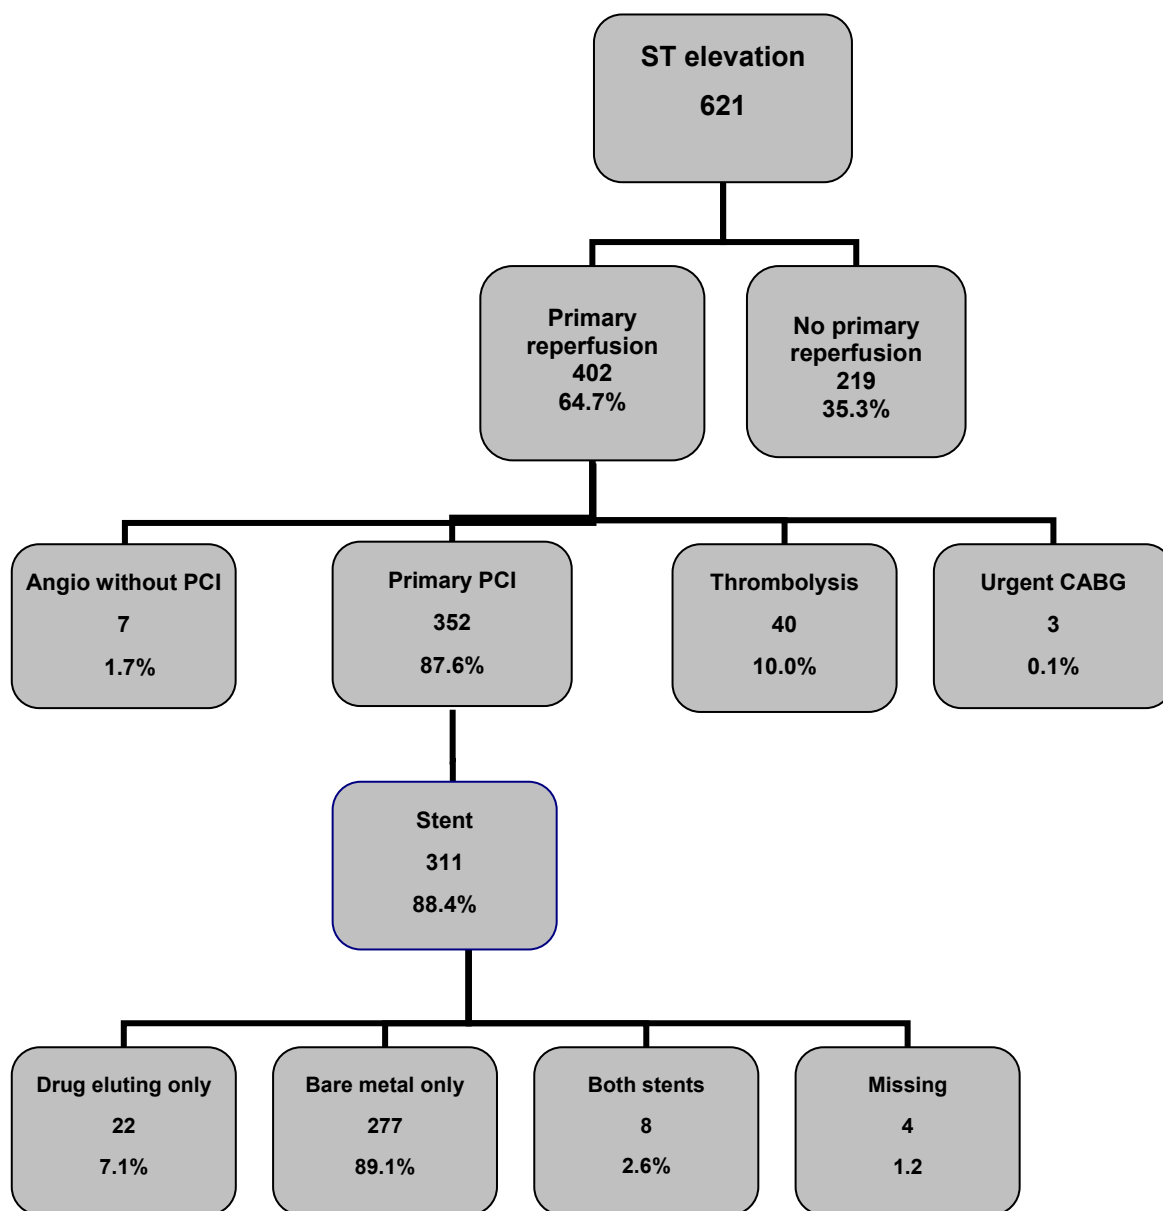 ST elevation
621
Primary
reperfusion
402
64.7%
No primary
reperfusion
219
35.3%
Angio without PCI
7
1.7%
Primary PCI
352
87.6%
Thrombolysis
40
10.0%
Urgent CABG
3
0.1%
Stent
311
88.4%
Drug eluting only
22
7.1%
Bare metal only
277
89.1%
Both stents
8
2.6%
Missing
4
1.2